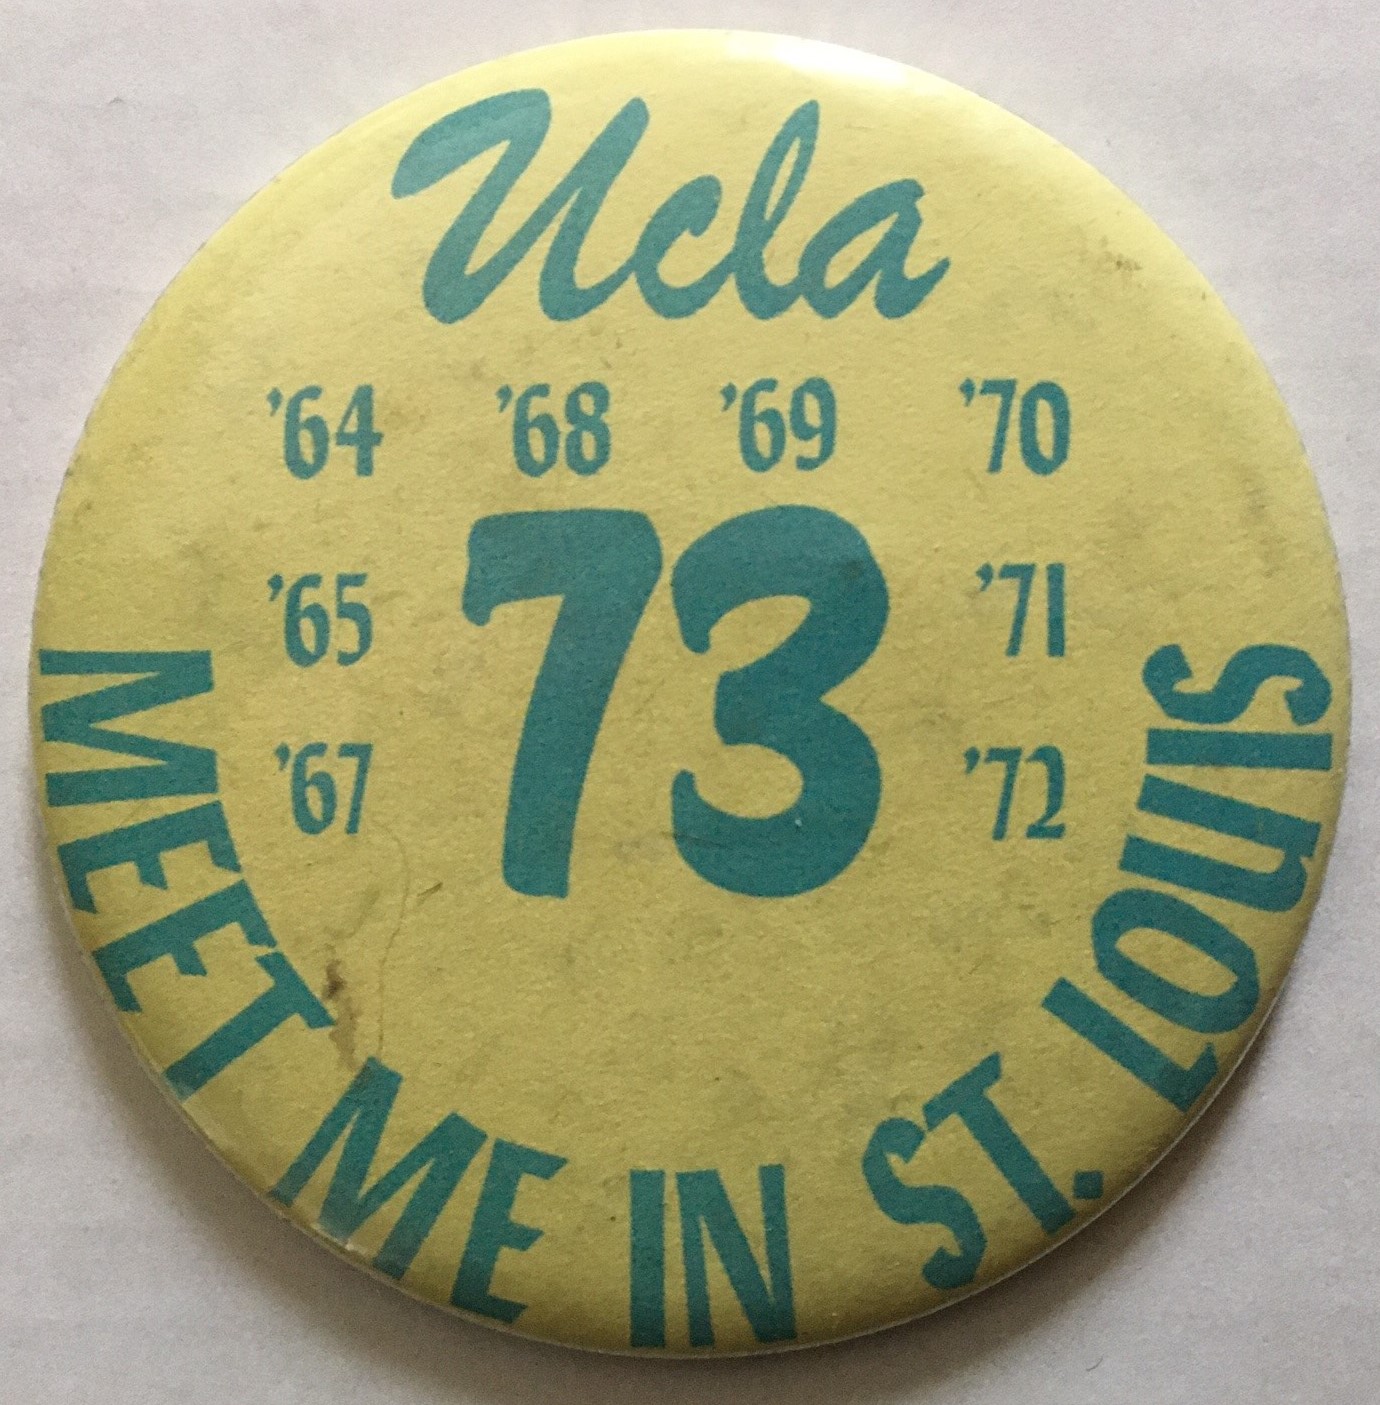 Ucla
'64 '68 '69 '70
73
'65 '71
'67 '72
MEET ME IN ST. LOUIS